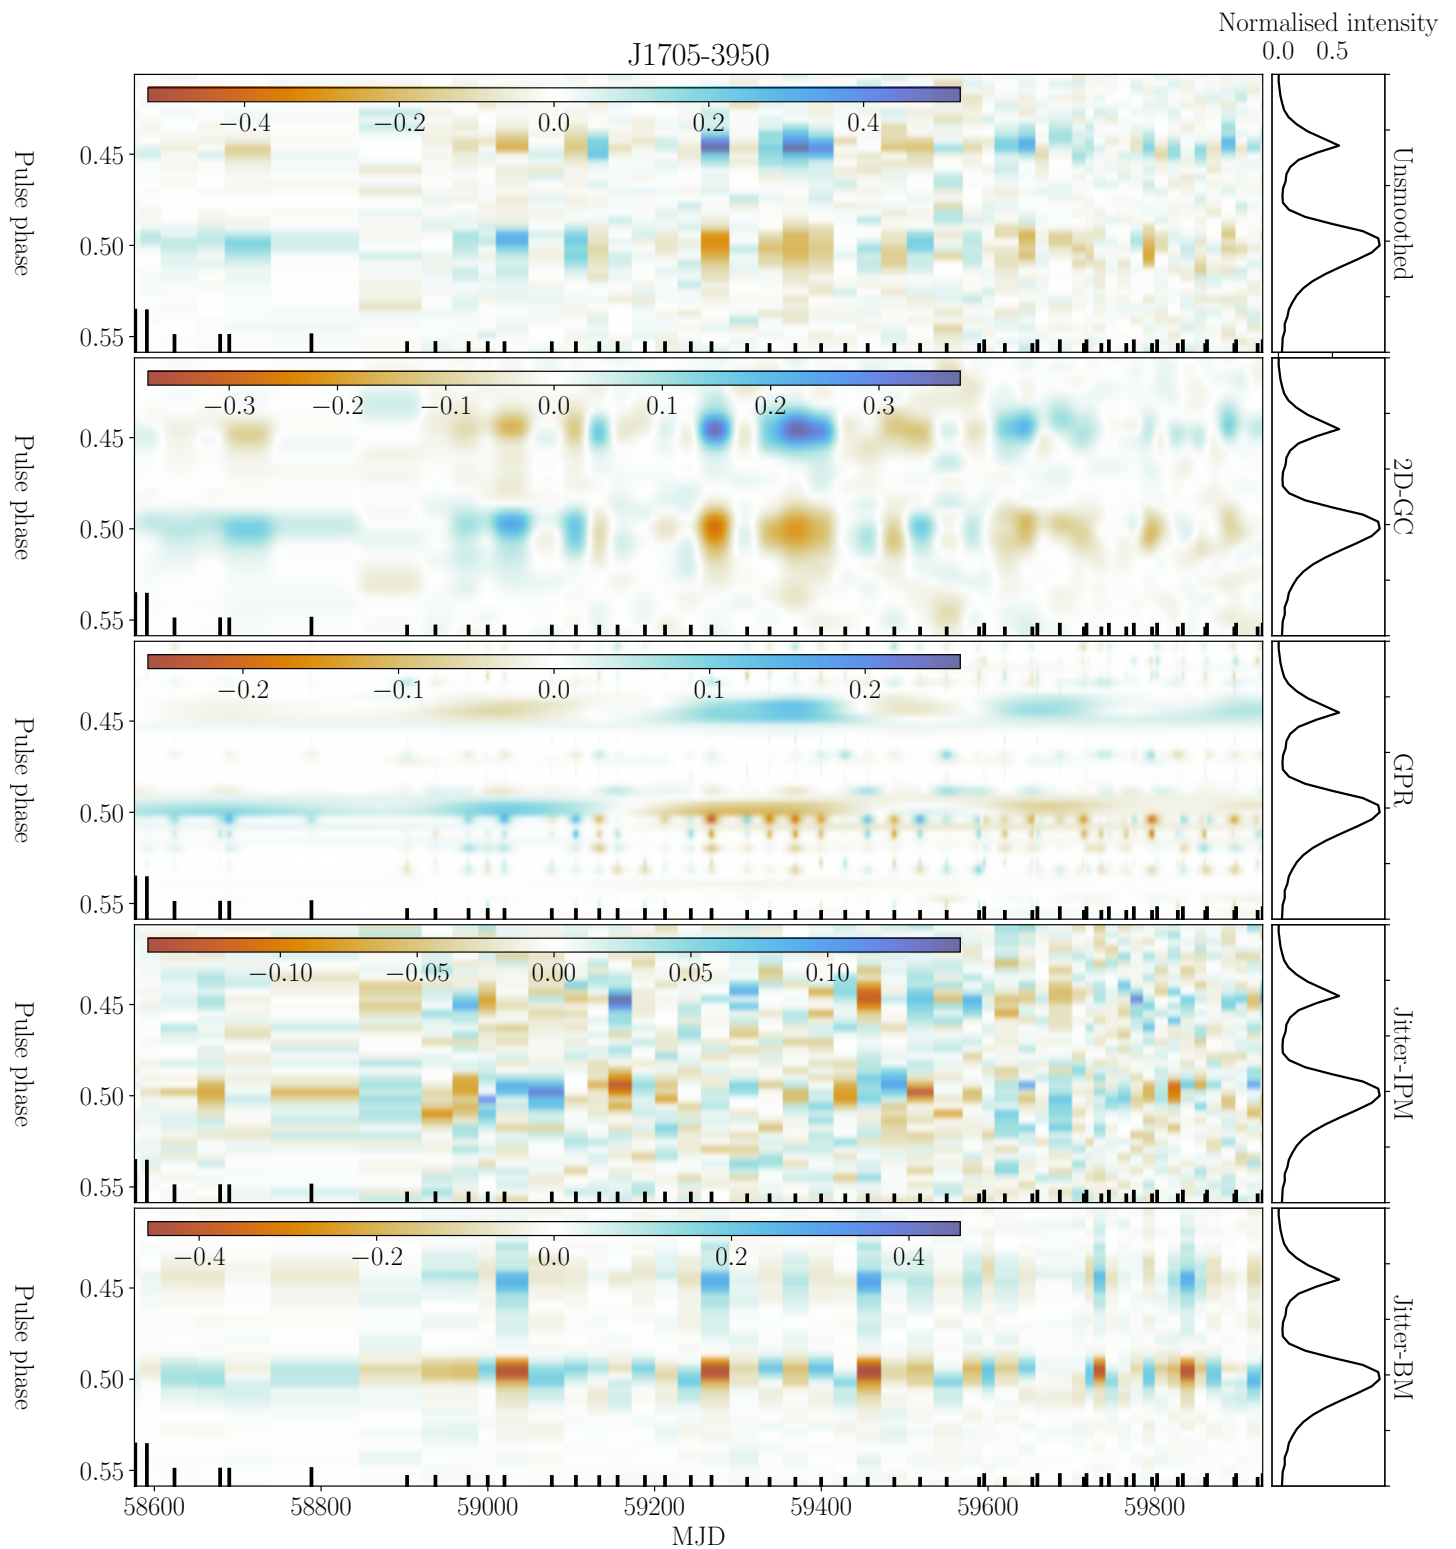 Normalised intensity
0.0 0.5
J1705-3950
−0.4 −0.2 0.0 0.2 0.4
0.45
0.50
0.55
Pulse phase
Unsmoothed
−0.3 −0.2 −0.1 0.0 0.1 0.2 0.3
0.45
0.50
0.55
Pulse phase
2D-GC
−0.2 −0.1 0.0 0.1 0.2
0.45
0.50
0.55
Pulse phase
GPR
−0.10 −0.05 0.00 0.05 0.10
0.45
0.50
0.55
Pulse phase
Jitter-IPM
−0.4 −0.2 0.0 0.2 0.4
0.45
0.50
0.55
Pulse phase
Jitter-BM
58600 58800 59000 59200 59400 59600 59800
MJD